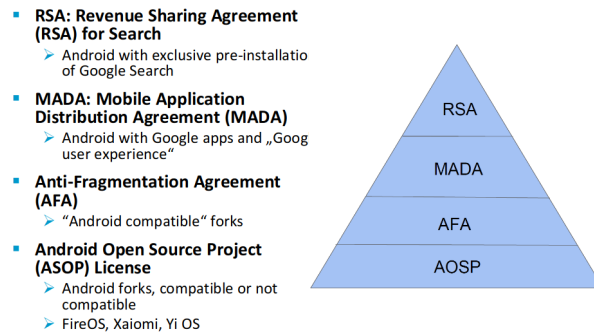 RSA: Revenue Sharing Agreement
(RSA) for Search
Android with exclusive pre-installatio
of Google Search
MADA: Mobile Application
Distribution Agreement (MADA)
Android with Google apps and „Goog
user experience“
Anti-Fragmentation Agreement
(AFA)
“Android compatible“ forks
Android Open Source Project
(ASOP) License
Android forks, compatible or not
compatible
FireOS, Xaiomi, Yi OS
RSA
MADA
AFA
AOSP